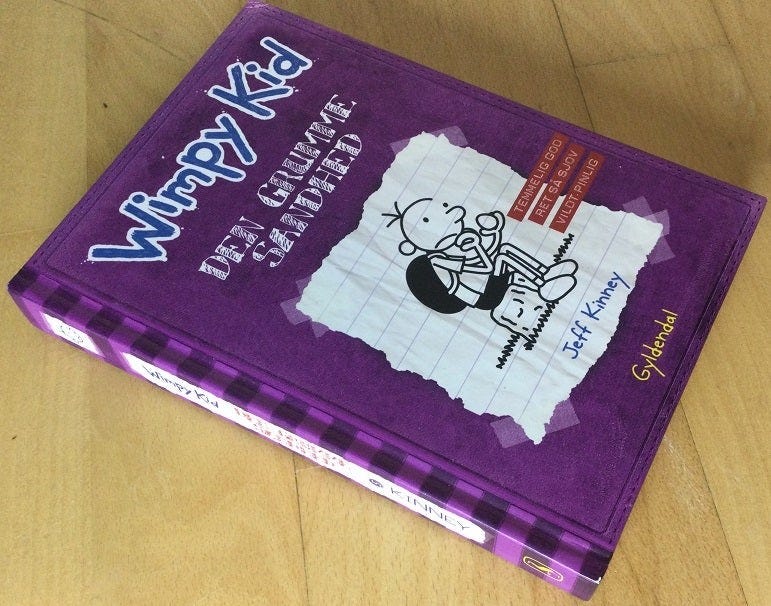 Wimpy Kid
DEN GRUMME
SANDHED
TEMMELIG GOD
RET SÅ SJOV
VILDT PINLIG
Jeff Kinney
Gyldendal
Wimpy Kid
KINNEY